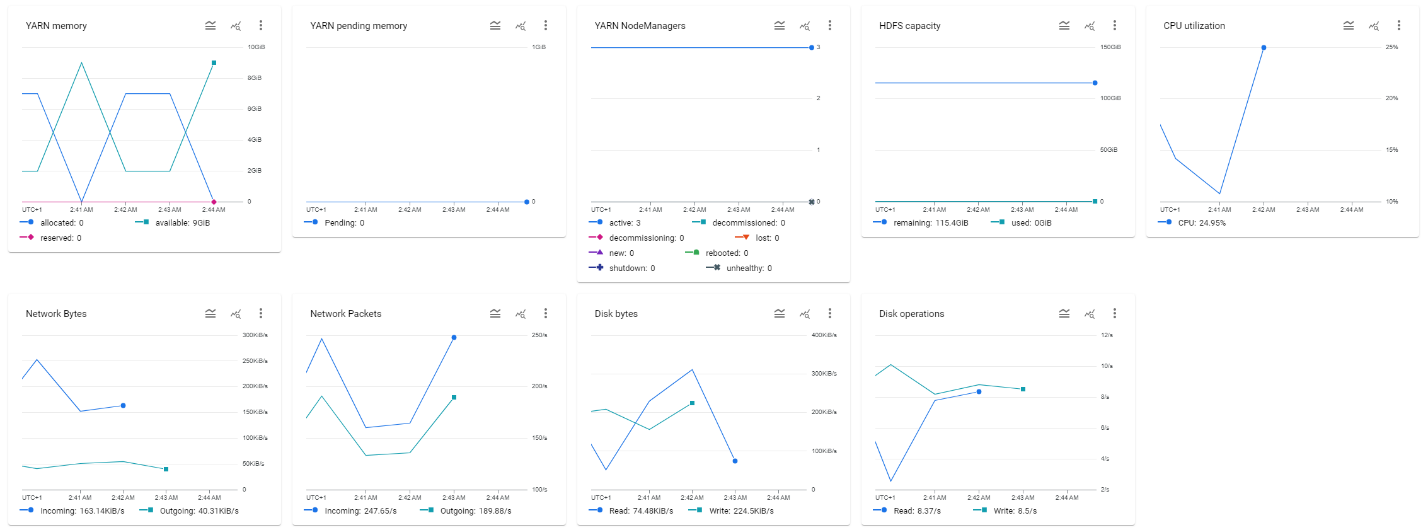 YARN memory
10GiB
8GiB
6GiB
4GiB
2GiB
0
UTC+1 2:41 AM 2:42 AM 2:43 AM 2:44 AM
allocated: 0 available: 9GiB
reserved: 0
YARN pending memory
1GiB
0
UTC+1 2:41 AM 2:42 AM 2:43 AM 2:44 AM
Pending: 0
YARN NodeManagers
3
2
1
0
UTC+1 2:41 AM 2:42 AM 2:43 AM 2:44 AM
active: 3 decommissioned: 0
decommissioning: 0 lost: 0
new: 0 rebooted: 0
shutdown: 0 unhealthy: 0
HDFS capacity
150GiB
100GiB
50GiB
0
UTC+1 2:41 AM 2:42 AM 2:43 AM 2:44 AM
remaining: 115.4GiB used: 0GiB
CPU utilization
25%
20%
15%
10%
UTC+1 2:41 AM 2:42 AM 2:43 AM 2:44 AM
CPU: 24.95%
Network Bytes
300KiB/s
250KiB/s
200KiB/s
150KiB/s
100KiB/s
50KiB/s
0
UTC+1 2:41 AM 2:42 AM 2:43 AM 2:44 AM
Incoming: 163.14KiB/s Outgoing: 40.31KiB/s
Network Packets
250/s
200/s
150/s
100/s
UTC+1 2:41 AM 2:42 AM 2:43 AM 2:44 AM
Incoming: 247.65/s Outgoing: 189.88/s
Disk bytes
400KiB/s
300KiB/s
200KiB/s
100KiB/s
0
UTC+1 2:41 AM 2:42 AM 2:43 AM 2:44 AM
Read: 74.48KiB/s Write: 224.5KiB/s
Disk operations
12/s
10/s
8/s
6/s
4/s
2/s
UTC+1 2:41 AM 2:42 AM 2:43 AM 2:44 AM
Read: 8.37/s Write: 8.5/s